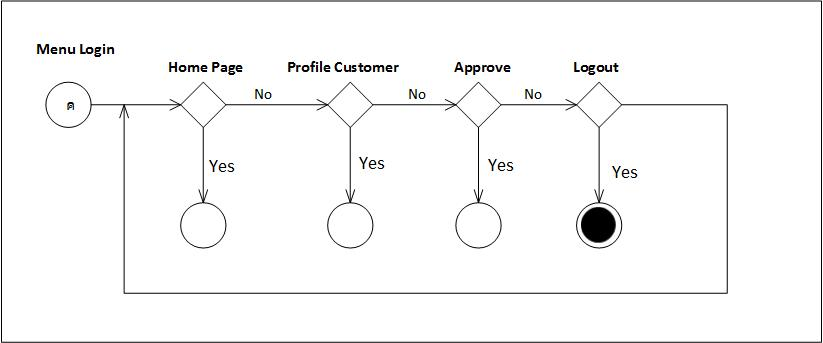 Menu Login
Home Page
Profile Customer
Approve
Logout
ค
No
No
No
Yes
Yes
Yes
Yes